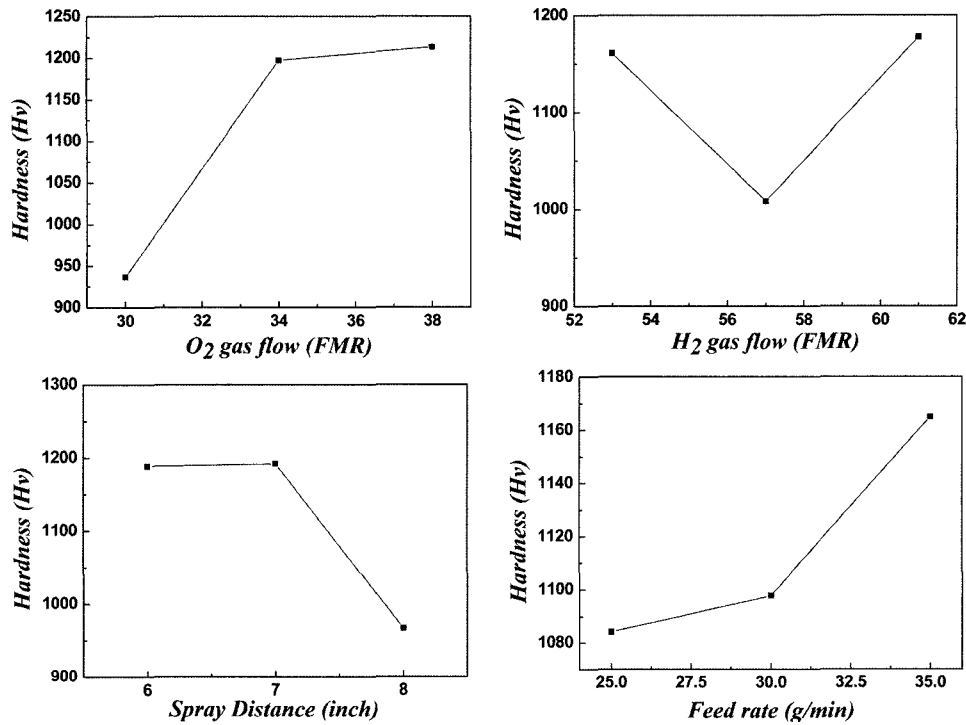 1250
1200
1150
1100
1050
1000
950
900
Hardness (Hv)
30 32 34 36 38
O2 gas flow (FMR)
1200
1100
1000
900
Hardness (Hv)
52 54 56 58 60 62
H2 gas flow (FMR)
1300
1200
1100
1000
900
Hardness (Hv)
6 7 8
Spray Distance (inch)
1180
1160
1140
1120
1100
1080
Hardness (Hv)
25.0 27.5 30.0 32.5 35.0
Feed rate (g/min)